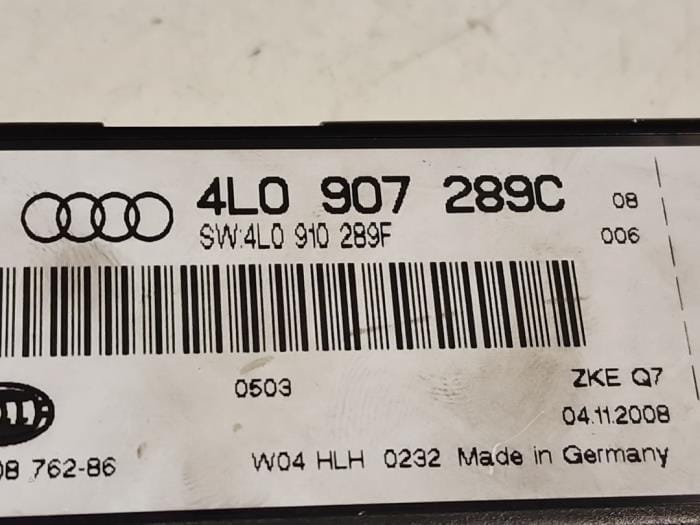 4L0 907 289C 08
SW:4L0 910 289F 006
0503 ZKE Q7
04.11.2008
762-86 W04 HLH 0232 Made in Germany